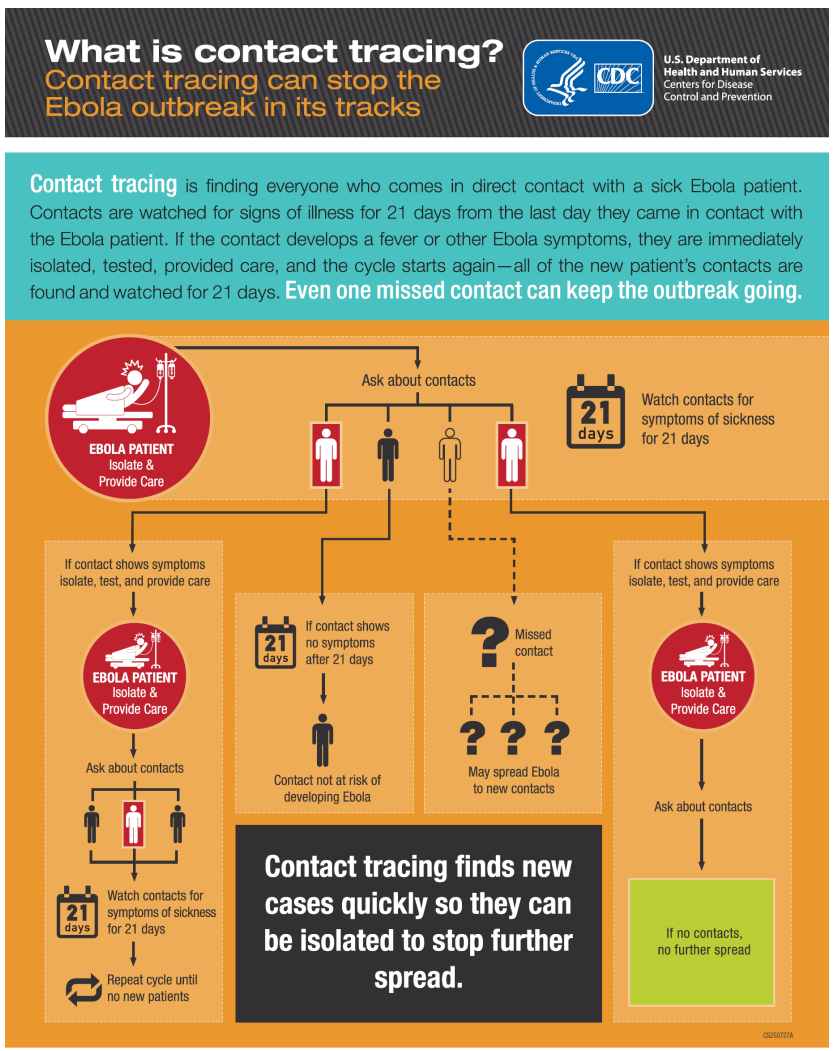 What is contact tracing?
Contact tracing can stop the
Ebola outbreak in its tracks
DEPARTMENT OF HEALTH & HUMAN SERVICES USA
CDC
U.S. Department of
Health and Human Services
Centers for Disease
Control and Prevention
Contact tracing is finding everyone who comes in direct contact with a sick Ebola patient.
Contacts are watched for signs of illness for 21 days from the last day they came in contact with
the Ebola patient. If the contact develops a fever or other Ebola symptoms, they are immediately
isolated, tested, provided care, and the cycle starts again—all of the new patient's contacts are
found and watched for 21 days. Even one missed contact can keep the outbreak going.
EBOLA PATIENT
Isolate &
Provide Care
Ask about contacts
21
days
Watch contacts for
symptoms of sickness
for 21 days
If contact shows symptoms
isolate, test, and provide care
EBOLA PATIENT
Isolate &
Provide Care
Ask about contacts
21
days
Watch contacts for
symptoms of sickness
for 21 days
Repeat cycle until
no new patients
21
days
If contact shows
no symptoms
after 21 days
Contact not at risk of
developing Ebola
?
Missed
contact
? ? ?
May spread Ebola
to new contacts
If contact shows symptoms
isolate, test, and provide care
EBOLA PATIENT
Isolate &
Provide Care
Ask about contacts
If no contacts,
no further spread
Contact tracing finds new
cases quickly so they can
be isolated to stop further
spread.
CS250727A